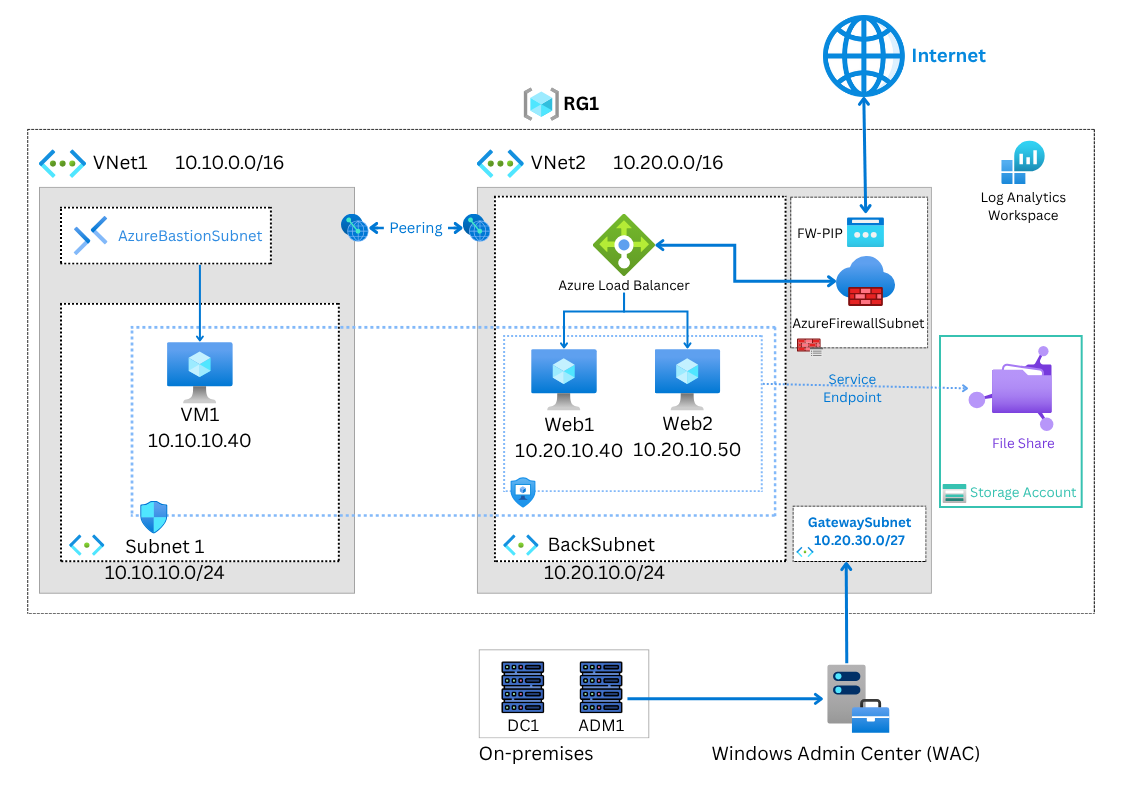 Internet
RG1
VNet1 10.10.0.0/16
VNet2 10.20.0.0/16
Log Analytics
Workspace
AzureBastionSubnet
Peering
FW-PIP
Azure Load Balancer
AzureFirewallSubnet
Service
Endpoint
VM1
10.10.10.40
Web1
10.20.10.40
Web2
10.20.10.50
File Share
Storage Account
GatewaySubnet
10.20.30.0/27
Subnet 1
10.10.10.0/24
BackSubnet
10.20.10.0/24
DC1
ADM1
On-premises
Windows Admin Center (WAC)